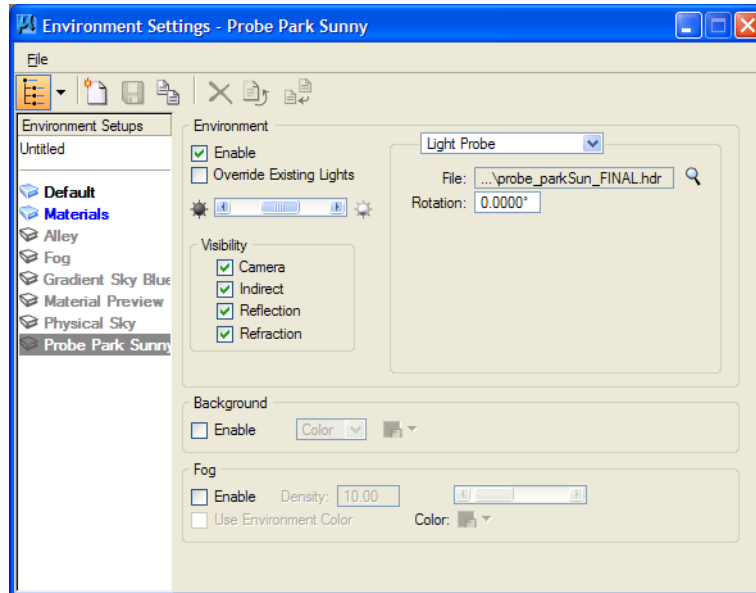 Environment Settings - Probe Park Sunny
File
Environment Setups
Untitled
Default
Materials
Alley
Fog
Gradient Sky Blue
Material Preview
Physical Sky
Probe Park Sunny
Environment
Enable
Override Existing Lights
Visibility
Camera
Indirect
Reflection
Refraction
Light Probe
File: ...\probe_parkSun_FINAL.hdr
Rotation: 0.0000°
Background
Enable Color
Fog
Enable Density: 10.00
Use Environment Color Color: